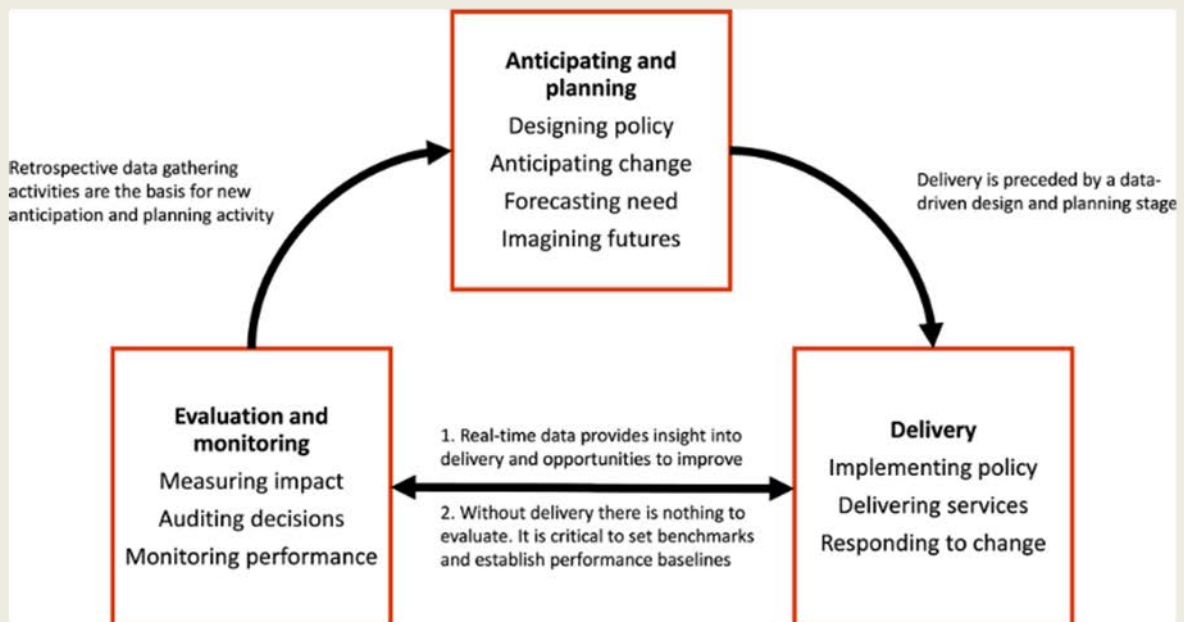 Anticipating and
planning
Designing policy
Anticipating change
Forecasting need
Imagining futures
Retrospective data gathering
activities are the basis for new
anticipation and planning activity
Delivery is preceded by a data-
driven design and planning stage
Evaluation and
monitoring
Measuring impact
Auditing decisions
Monitoring performance
1. Real-time data provides insight into
delivery and opportunities to improve
2. Without delivery there is nothing to
evaluate. It is critical to set benchmarks
and establish performance baselines
Delivery
Implementing policy
Delivering services
Responding to change